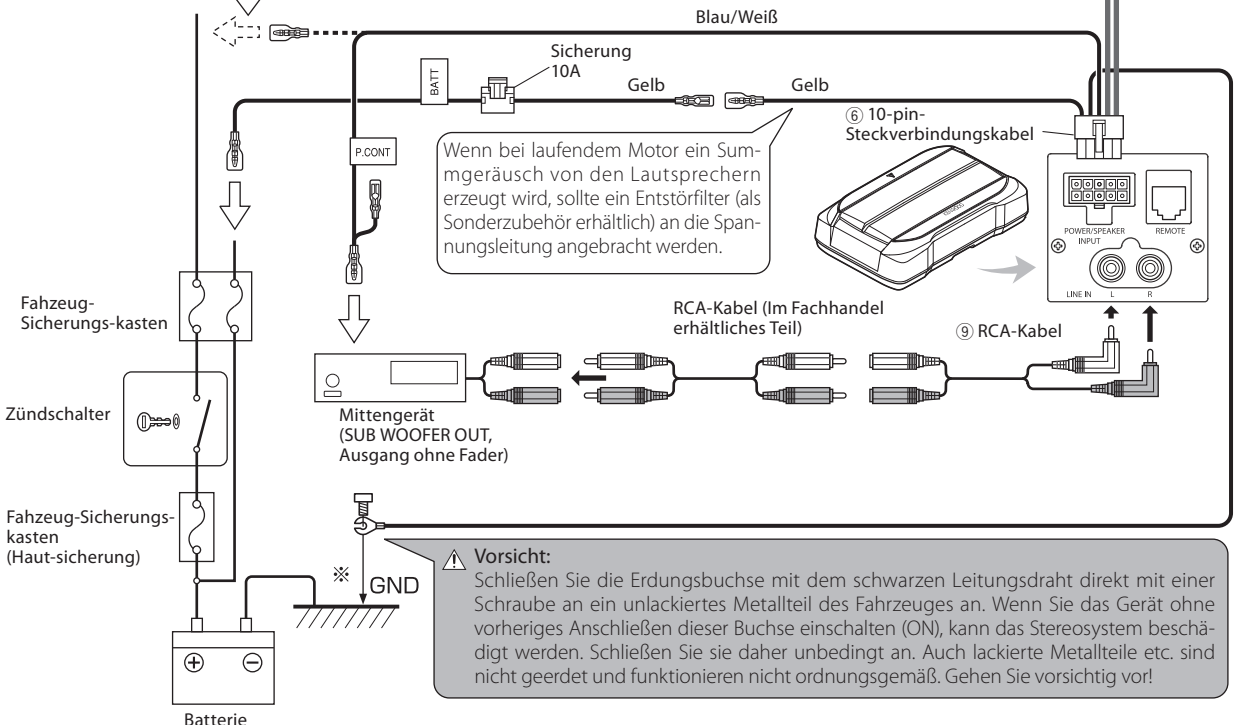 Blau/Weiß
Sicherung
10A
BATT
Gelb
Gelb
⑥ 10-pin-
Steckverbindungskabel
P.CONT
Wenn bei laufendem Motor ein Sum-
mgeräusch von den Lautsprechern
erzeugt wird, sollte ein Entstörfilter (als
Sonderzubehör erhältlich) an die Span-
nungsleitung angebracht werden.
KENWOOD
POWER/SPEAKER
INPUT
REMOTE
LINE IN L R
Fahzeug-
Sicherungs-kasten
RCA-Kabel (Im Fachhandel
erhältliches Teil)
⑨ RCA-Kabel
Zündschalter
Mittengerät
(SUB WOOFER OUT,
Ausgang ohne Fader)
Fahzeug-Sicherungs-
kasten
(Haut-sicherung)
※
GND
Vorsicht:
Schließen Sie die Erdungsbuchse mit dem schwarzen Leitungsdraht direkt mit einer
Schraube an ein unlackiertes Metallteil des Fahrzeuges an. Wenn Sie das Gerät ohne
vorheriges Anschließen dieser Buchse einschalten (ON), kann das Stereosystem beschä-
digt werden. Schließen Sie sie daher unbedingt an. Auch lackierte Metallteile etc. sind
nicht geerdet und funktionieren nicht ordnungsgemäß. Gehen Sie vorsichtig vor!
⊕ ⊖
Batterie